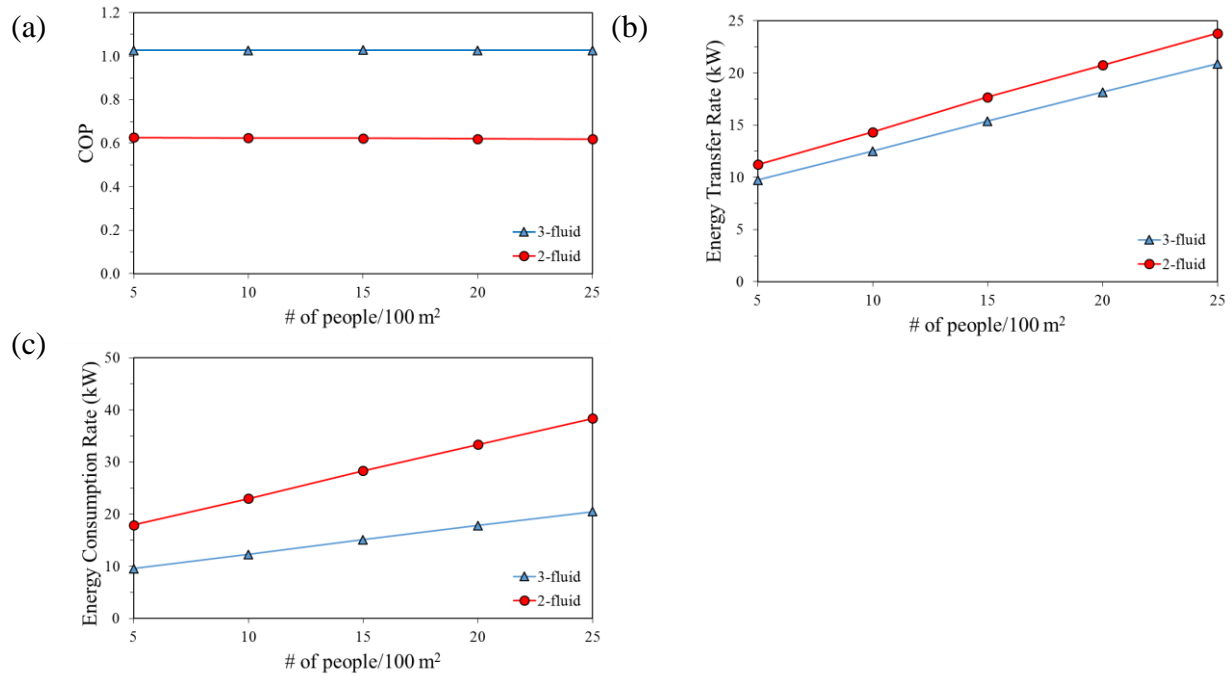 (a)
1.2
1.0
0.8
0.6
0.4
0.2
0.0
COP
3-fluid
2-fluid
5 10 15 20 25
# of people/100 m²
(b)
25
20
15
10
5
0
Energy Transfer Rate (kW)
3-fluid
2-fluid
5 10 15 20 25
# of people/100 m²
(c)
50
40
30
20
10
0
Energy Consumption Rate (kW)
3-fluid
2-fluid
5 10 15 20 25
# of people/100 m²